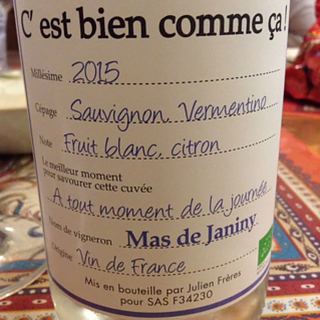 C' est bien comme ça !
Millésime 2015
Cépage Sauvignon, Vermentino
Note Fruit blanc, citron
Le meilleur moment
pour savourer cette cuvée
A tout moment de la journée
Nom de vigneron Mas de Janiny
Origine Vin de France
Mis en bouteille par Julien Frères
pour SAS F34230